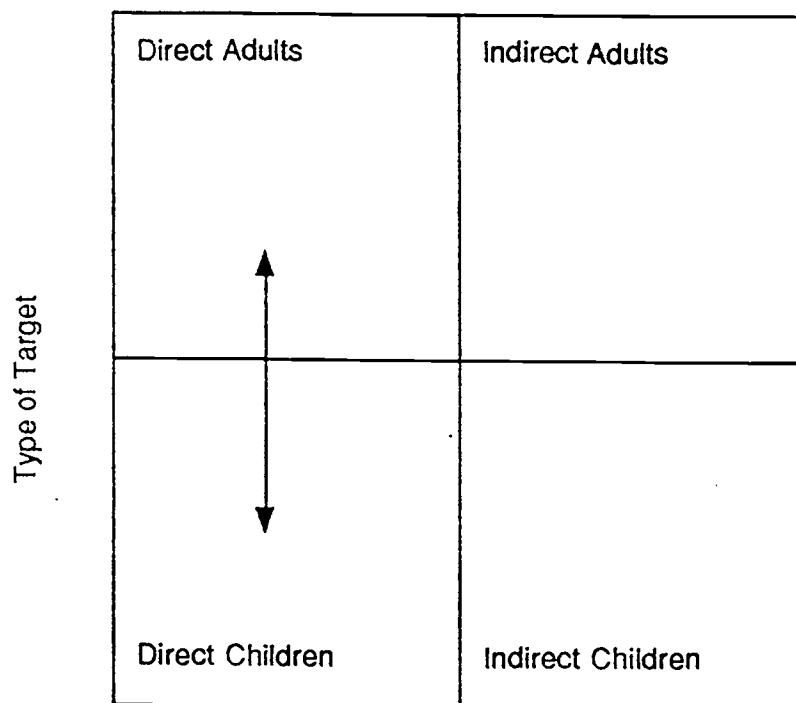 Direct Adults
Indirect Adults
Type of Target
Direct Children
Indirect Children